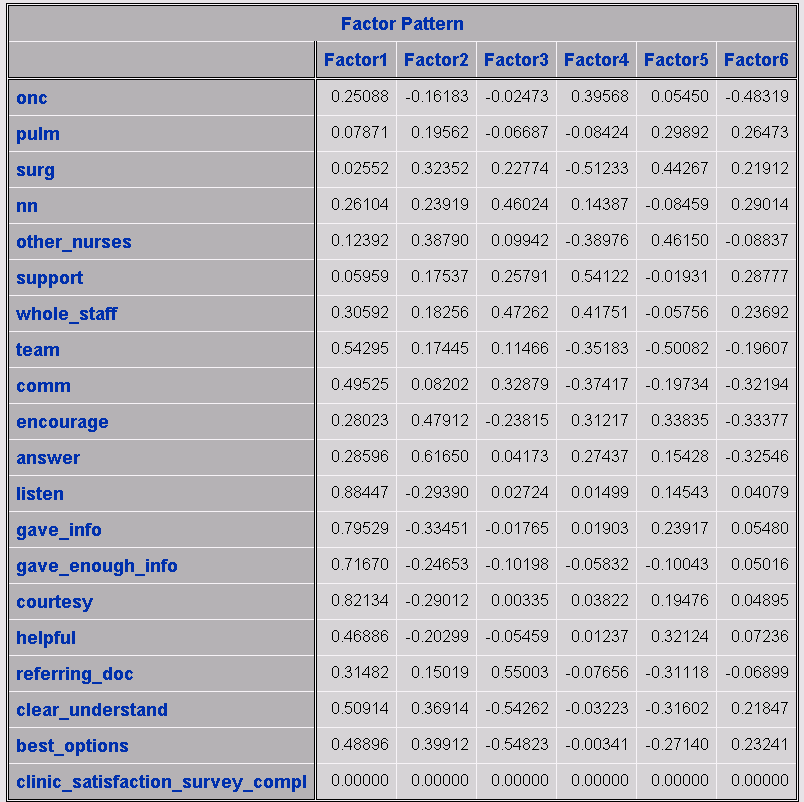 Factor Pattern
Factor1 Factor2 Factor3 Factor4 Factor5 Factor6
onc 0.25088 -0.16183 -0.02473 0.39568 0.05450 -0.48319
pulm 0.07871 0.19562 -0.06687 -0.08424 0.29892 0.26473
surg 0.02552 0.32352 0.22774 -0.51233 0.44267 0.21912
nn 0.26104 0.23919 0.46024 0.14387 -0.08459 0.29014
other_nurses 0.12392 0.38790 0.09942 -0.38976 0.46150 -0.08837
support 0.05959 0.17537 0.25791 0.54122 -0.01931 0.28777
whole_staff 0.30592 0.18256 0.47262 0.41751 -0.05756 0.23692
team 0.54295 0.17445 0.11466 -0.35183 -0.50082 -0.19607
comm 0.49525 0.08202 0.32879 -0.37417 -0.19734 -0.32194
encourage 0.28023 0.47912 -0.23815 0.31217 0.33835 -0.33377
answer 0.28596 0.61650 0.04173 0.27437 0.15428 -0.32546
listen 0.88447 -0.29390 0.02724 0.01499 0.14543 0.04079
gave_info 0.79529 -0.33451 -0.01765 0.01903 0.23917 0.05480
gave_enough_info 0.71670 -0.24653 -0.10198 -0.05832 -0.10043 0.05016
courtesy 0.82134 -0.29012 0.00335 0.03822 0.19476 0.04895
helpful 0.46886 -0.20299 -0.05459 0.01237 0.32124 0.07236
referring_doc 0.31482 0.15019 0.55003 -0.07656 -0.31118 -0.06899
clear_understand 0.50914 0.36914 -0.54262 -0.03223 -0.31602 0.21847
best_options 0.48896 0.39912 -0.54823 -0.00341 -0.27140 0.23241
clinic_satisfaction_survey_compl 0.00000 0.00000 0.00000 0.00000 0.00000 0.00000